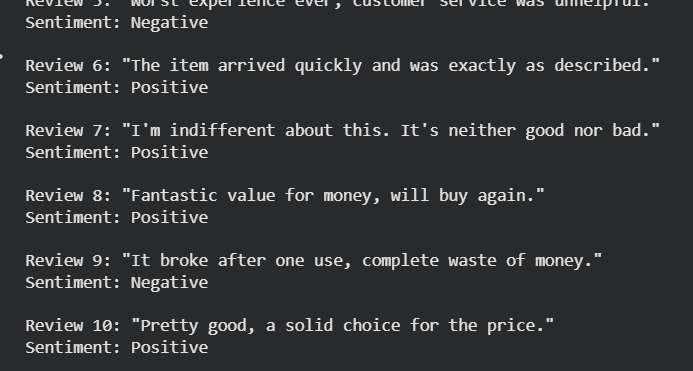 Review 5: "Worst experience ever, customer service was unhelpful."
Sentiment: Negative
Review 6: "The item arrived quickly and was exactly as described."
Sentiment: Positive
Review 7: "I'm indifferent about this. It's neither good nor bad."
Sentiment: Positive
Review 8: "Fantastic value for money, will buy again."
Sentiment: Positive
Review 9: "It broke after one use, complete waste of money."
Sentiment: Negative
Review 10: "Pretty good, a solid choice for the price."
Sentiment: Positive